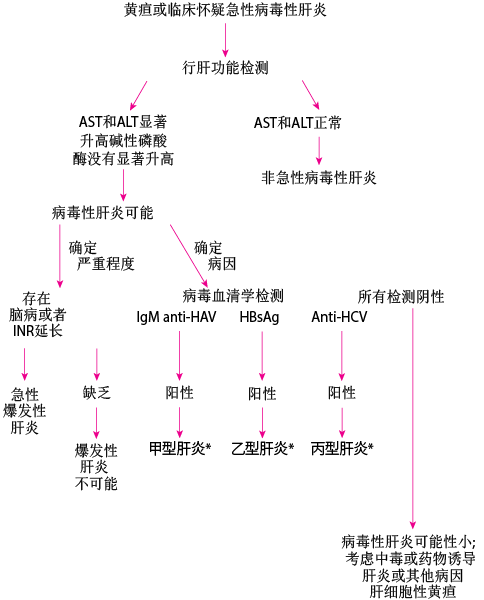 黄疸或临床怀疑急性病毒性肝炎
行肝功能检测
AST和ALT显著
升高碱性磷酸
酶没有显著升高
AST和ALT正常
非急性病毒性肝炎
病毒性肝炎可能
确定
严重程度
确定
病因
存在
脑病或者
INR延长
病毒血清学检测
所有检测阴性
IgM anti-HAV
HBsAg
Anti-HCV
急性
爆发性
肝炎
缺乏
阳性
阳性
阳性
爆发性
肝炎
不可能
甲型肝炎*
乙型肝炎*
丙型肝炎*
病毒性肝炎可能性小;
考虑中毒或药物诱导
肝炎或其他病因
肝细胞性黄疸